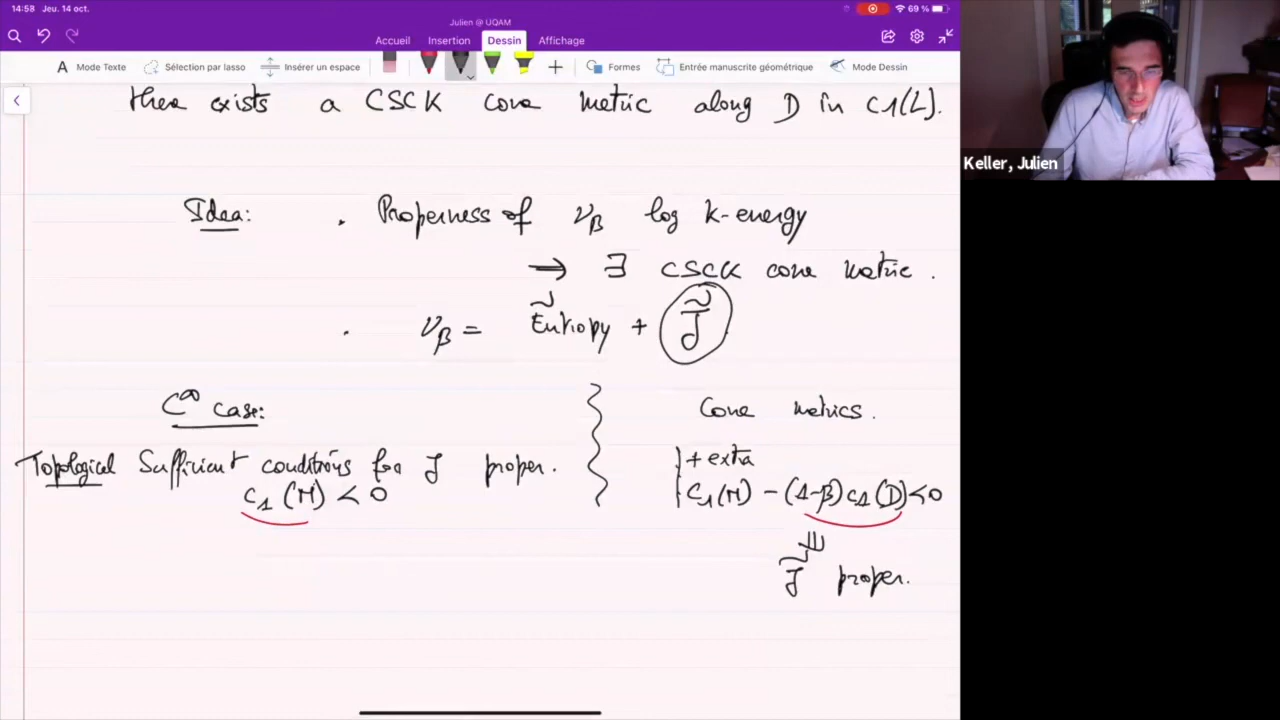 14:58 Jeu. 14 oct.
69 %
Julien @ UQAM
Accueil Insertion Dessin Affichage
Mode Texte Sélection par lasso Insérer un espace Formes Entrée manuscrite géométrique Mode Dessin
there exists a CSCK cone metric along D in c1(L).
Keller, Julien
Idea: . Properness of νβ log K-energy
⇒ ∃ CSCK cone metric.
. νβ = Ẽntropy + J̃
C∞ case:
Cone metrics.
Topological Sufficient conditions for J proper.
c1(M) < 0
+ extra
c1(M) - (1-β)c1(D) < 0
⇓
J̃ proper.